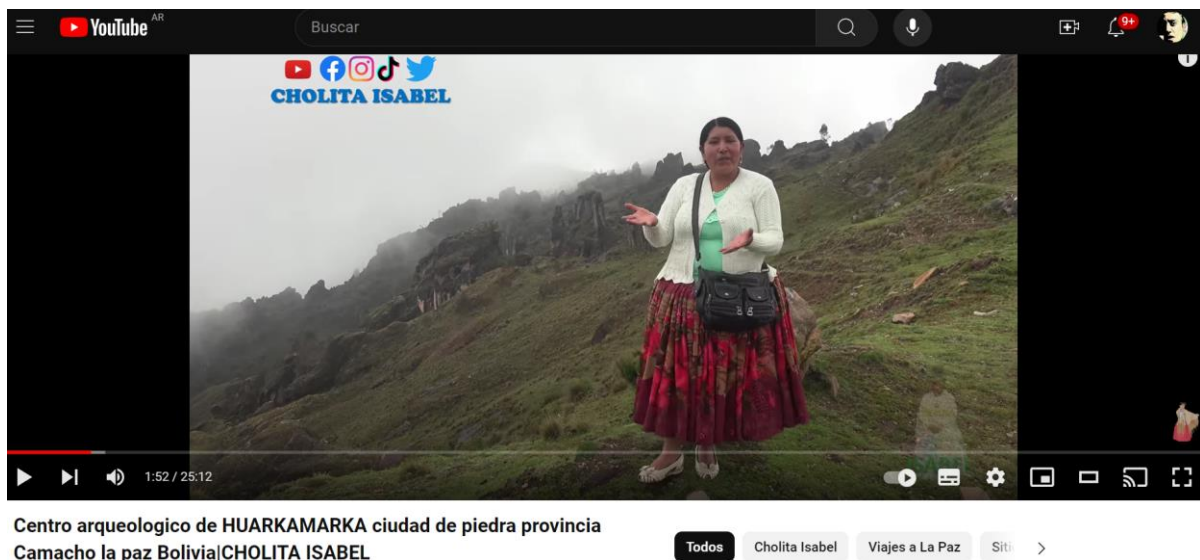 YouTube AR
Buscar
9+
CHOLITA ISABEL
1:52 / 25:12
Centro arqueologico de HUARKAMARKA ciudad de piedra provincia
Camacho la paz Bolivia|CHOLITA ISABEL
Todos
Cholita Isabel
Viajes a La Paz
Siti